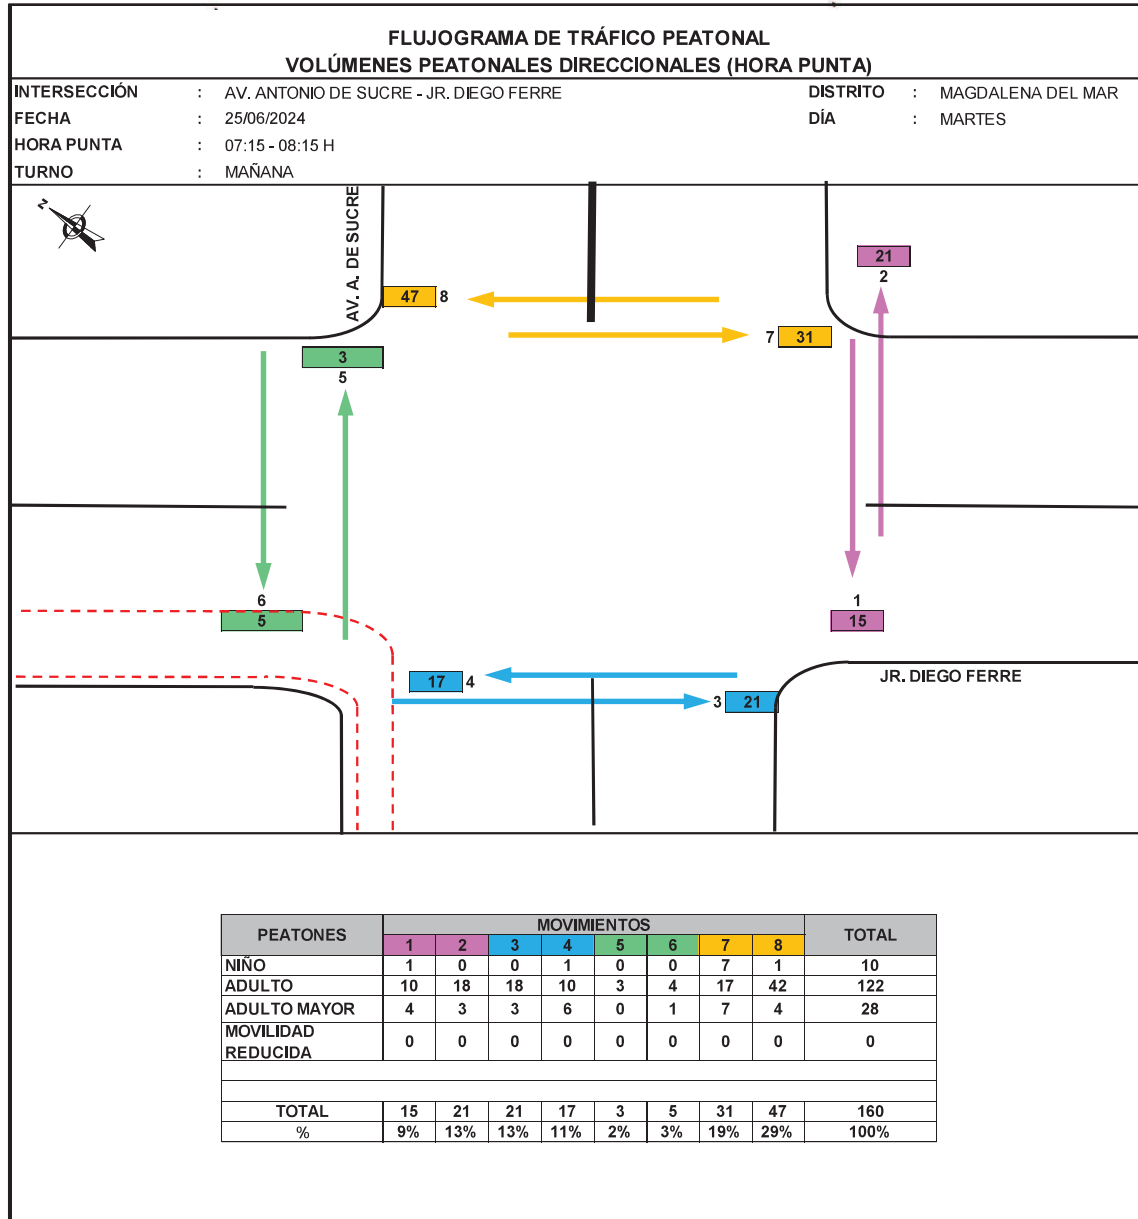 FLUJOGRAMA DE TRÁFICO PEATONAL
VOLÚMENES PEATONALES DIRECCIONALES (HORA PUNTA)
INTERSECCIÓN : AV. ANTONIO DE SUCRE - JR. DIEGO FERRE DISTRITO : MAGDALENA DEL MAR
FECHA : 25/06/2024 DÍA : MARTES
HORA PUNTA : 07:15 - 08:15 H
TURNO : MAÑANA
N
AV. A. DE SUCRE
21
2
47 8
7 31
3
5
6
5
1
15
17 4
3 21
JR. DIEGO FERRE
PEATONES MOVIMIENTOS TOTAL
1 2 3 4 5 6 7 8
NIÑO 1 0 0 1 0 0 7 1 10
ADULTO 10 18 18 10 3 4 17 42 122
ADULTO MAYOR 4 3 3 6 0 1 7 4 28
MOVILIDAD
REDUCIDA 0 0 0 0 0 0 0 0 0
TOTAL 15 21 21 17 3 5 31 47 160
% 9% 13% 13% 11% 2% 3% 19% 29% 100%